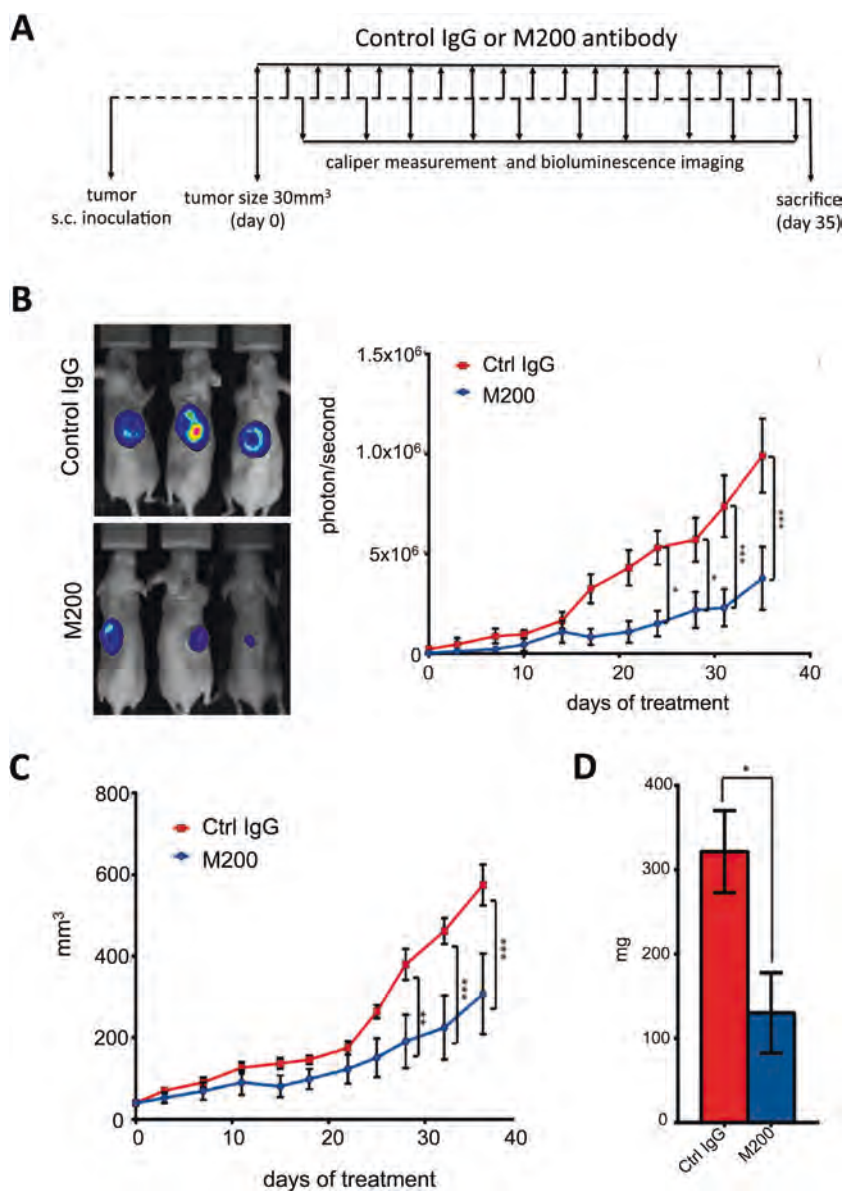 A
Control IgG or M200 antibody
caliper measurement and bioluminescence imaging
tumor
s.c. inoculation
tumor size 30mm³
(day 0)
sacrifice
(day 35)
B
Control IgG
M200
photon/second
1.5x10⁶
1.0x10⁶
5x10⁶
0
Ctrl IgG
M200
*
*
***
***
0
10
20
30
40
days of treatment
C
mm³
800
600
400
200
0
Ctrl IgG
M200
**
***
***
0
10
20
30
40
days of treatment
D
mg
400
300
200
100
0
*
Ctrl IgG
M200